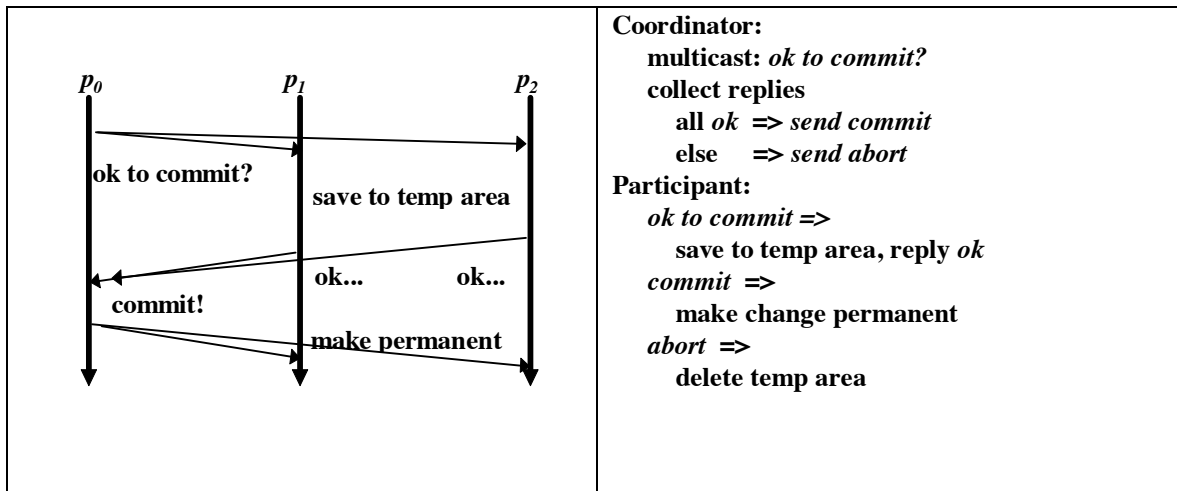 p0 p1 p2
ok to commit?
save to temp area
ok... ok...
commit!
make permanent
Coordinator:
multicast: ok to commit?
collect replies
all ok => send commit
else => send abort
Participant:
ok to commit =>
save to temp area, reply ok
commit =>
make change permanent
abort =>
delete temp area